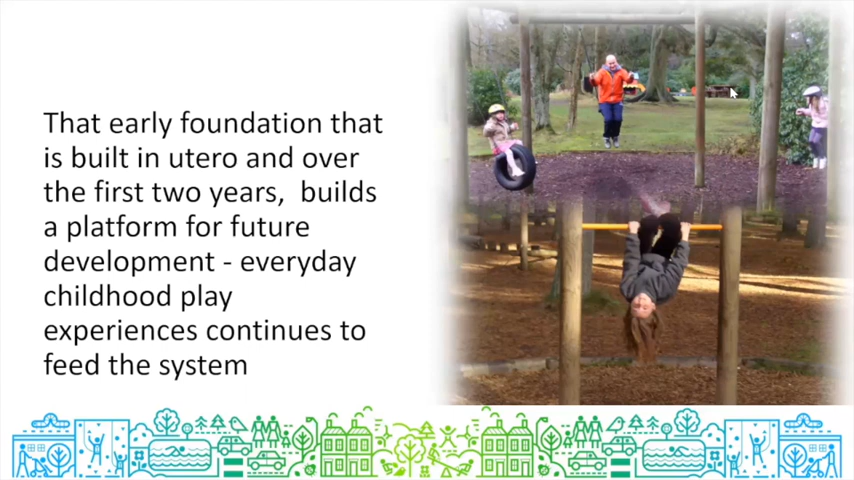 That early foundation that
is built in utero and over
the first two years,  builds
a platform for future
development - everyday
childhood play
experiences continues to
feed the system